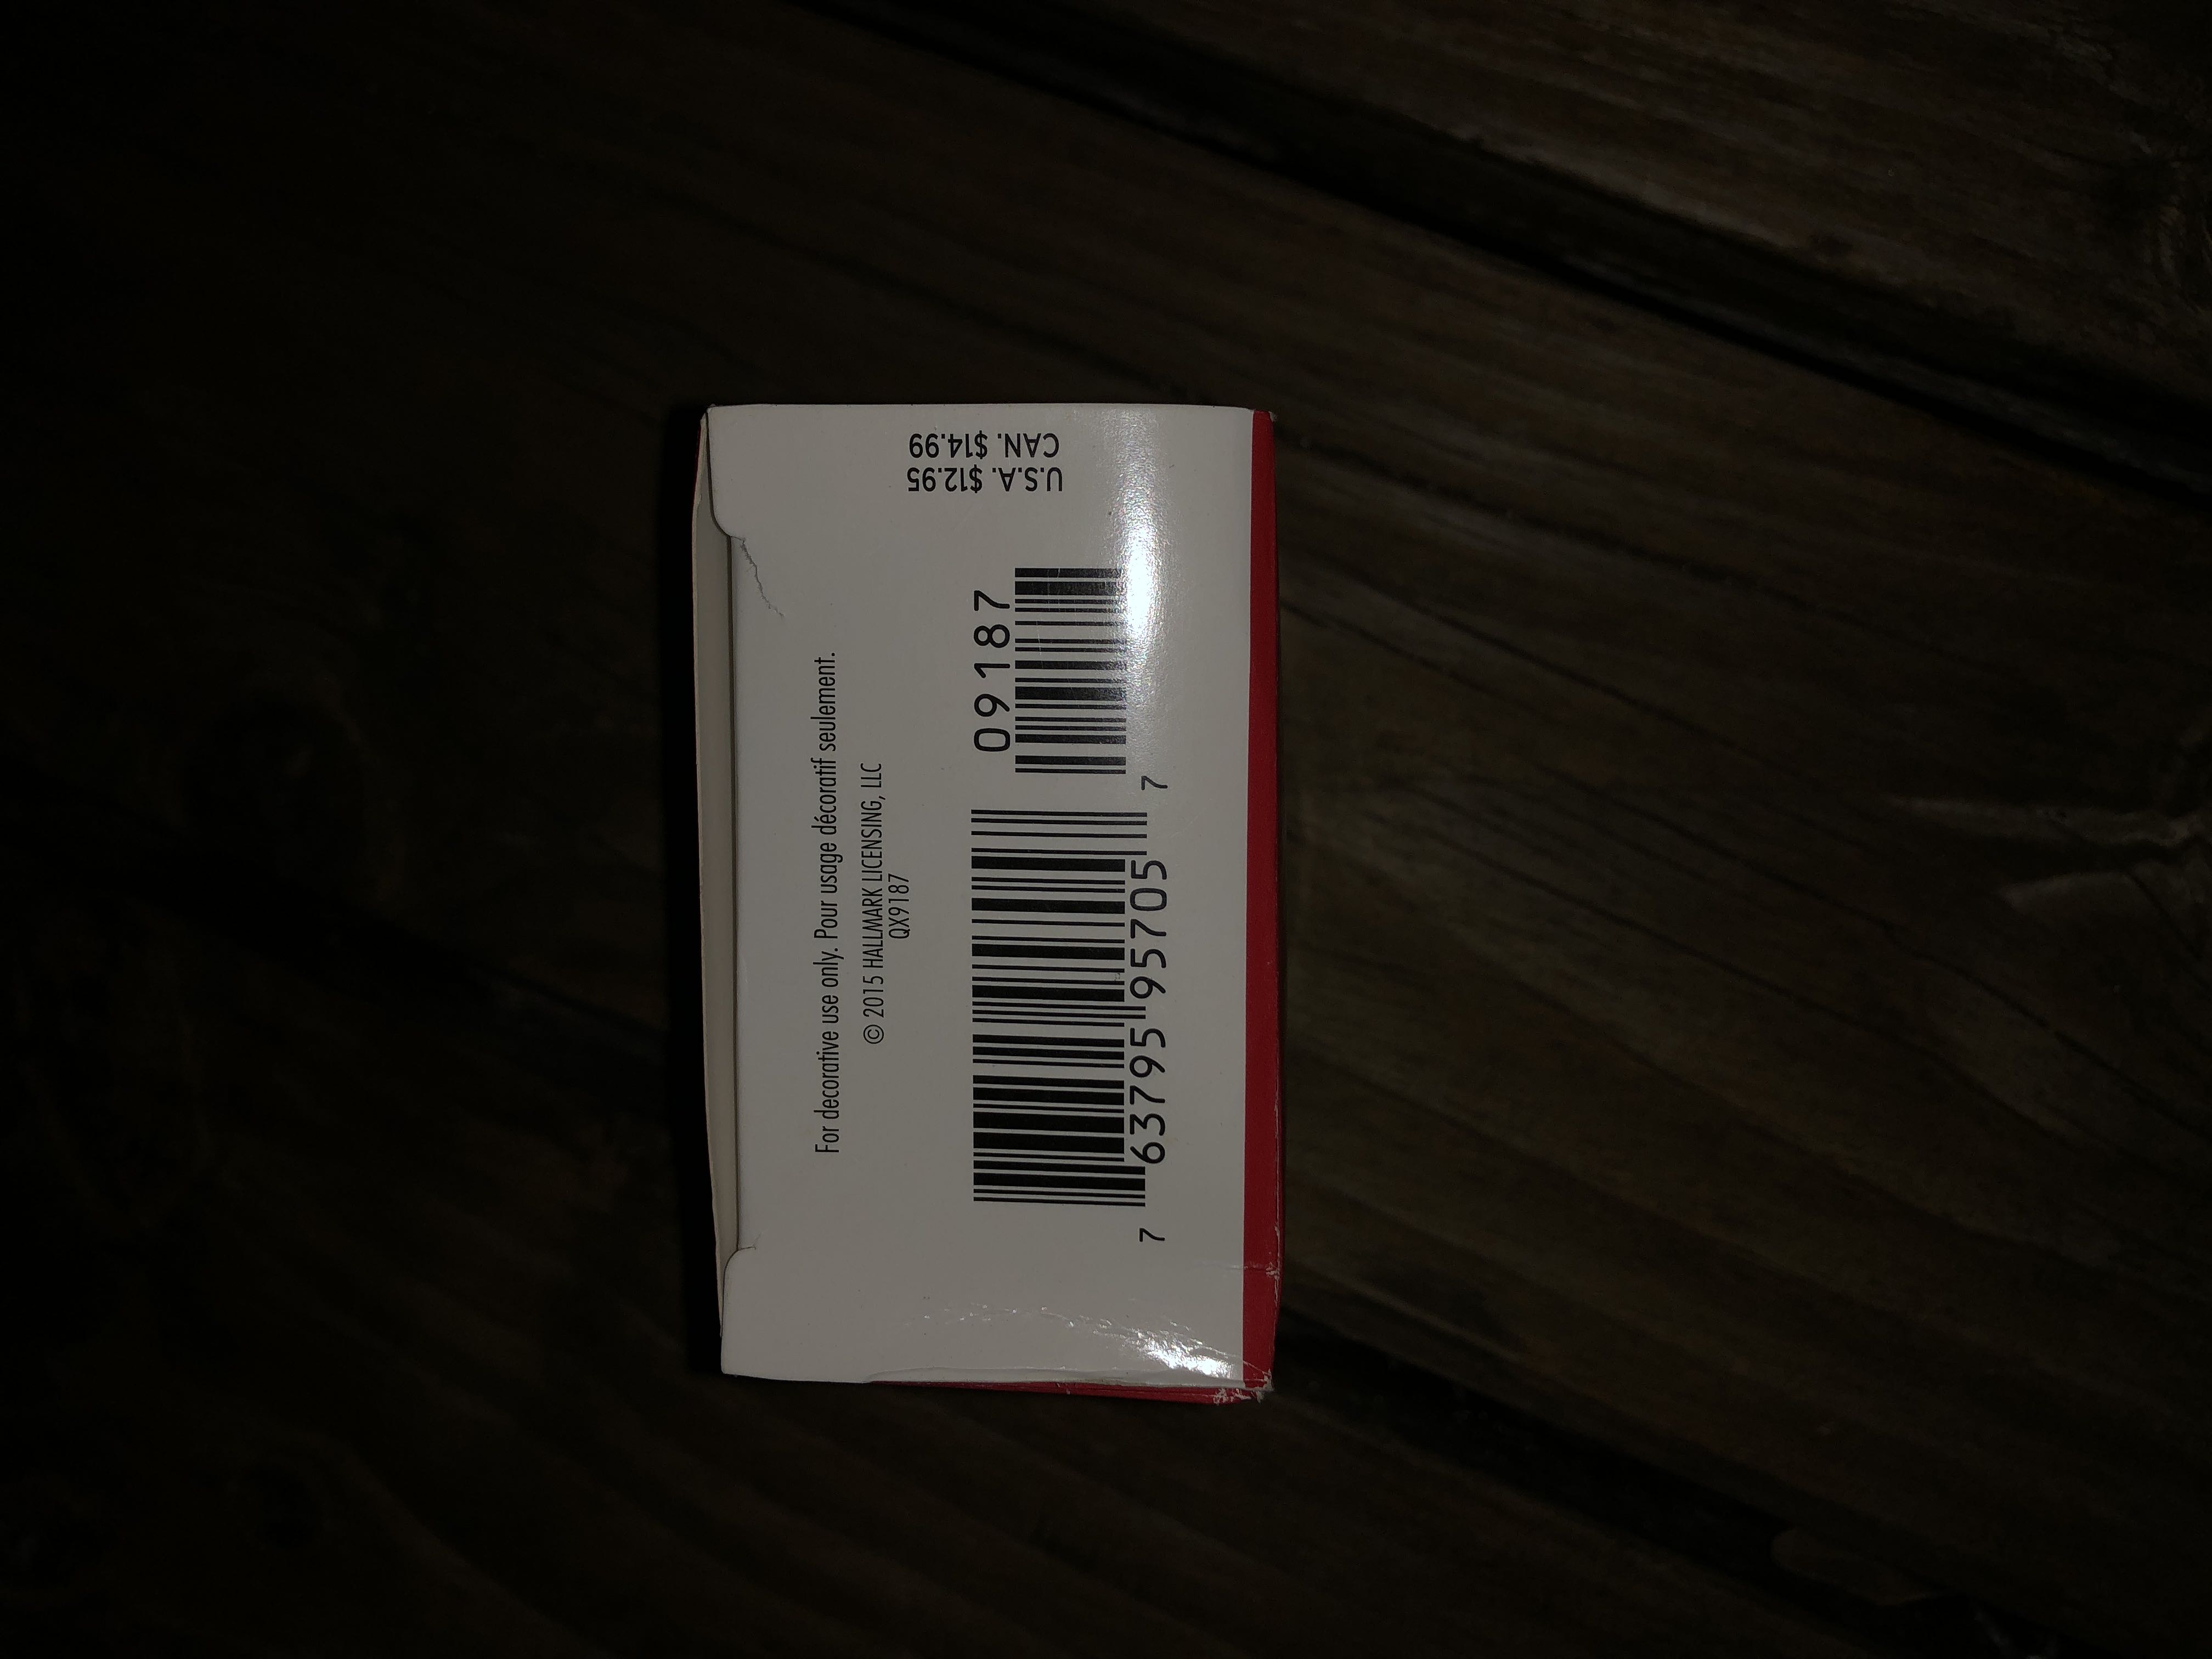 For decorative use only. Pour usage décoratif seulement.
© 2015 HALLMARK LICENSING, LLC
QX9187
09187
7 63795 95705 7
U.S.A. $12.95
CAN. $14.99